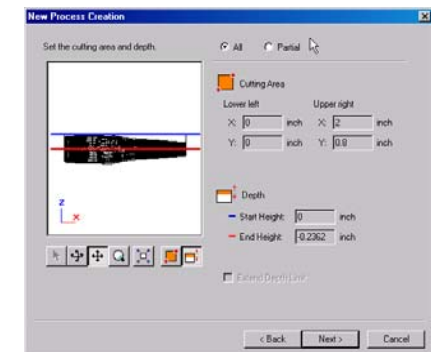 New Process Creation
Set the cutting area and depth.
All Partial
Cutting Area
Lower left Upper right
X: 0 inch X: 2 inch
Y: 0 inch Y: 0.8 inch
Z
X
Depth
Start Height: 0 inch
End Height: -0.2362 inch
Extend Depth Limit
< Back Next > Cancel